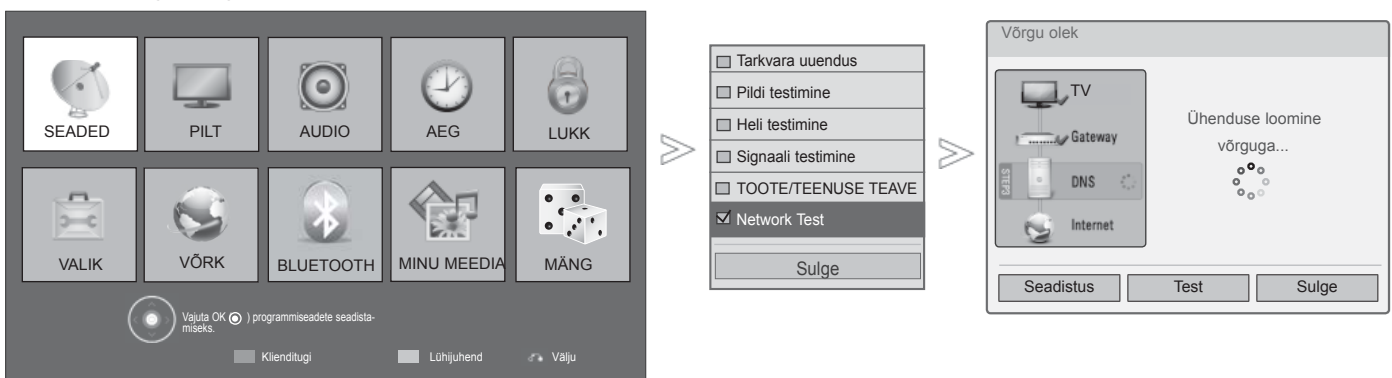 SEADED
PILT
AUDIO
AEG
LUKK
VALIK
VÕRK
BLUETOOTH
MINU MEEDIA
MÄNG
Vajuta OK ) programmiseadete seadista-
miseks.
Klienditugi
Lühijuhend
Välju
Tarkvara uuendus
Pildi testimine
Heli testimine
Signaali testimine
TOOTE/TEENUSE TEAVE
Network Test
Sulge
Võrgu olek
TV
Gateway
STEP3
DNS
Internet
Ühenduse loomine
võrguga...
Seadistus
Test
Sulge